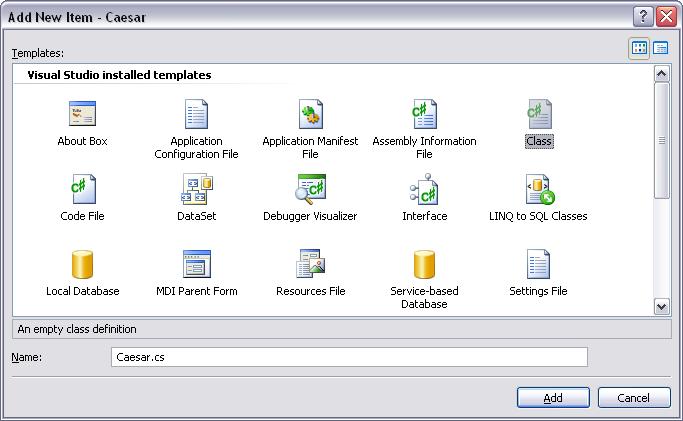 Add New Item - Caesar
Templates:
Visual Studio installed templates
About Box
Application
Configuration File
Application Manifest
File
Assembly Information
File
Class
Code File
DataSet
Debugger Visualizer
Interface
LINQ to SQL Classes
Local Database
MDI Parent Form
Resources File
Service-based
Database
Settings File
An empty class definition
Name:
Caesar.cs
Add
Cancel